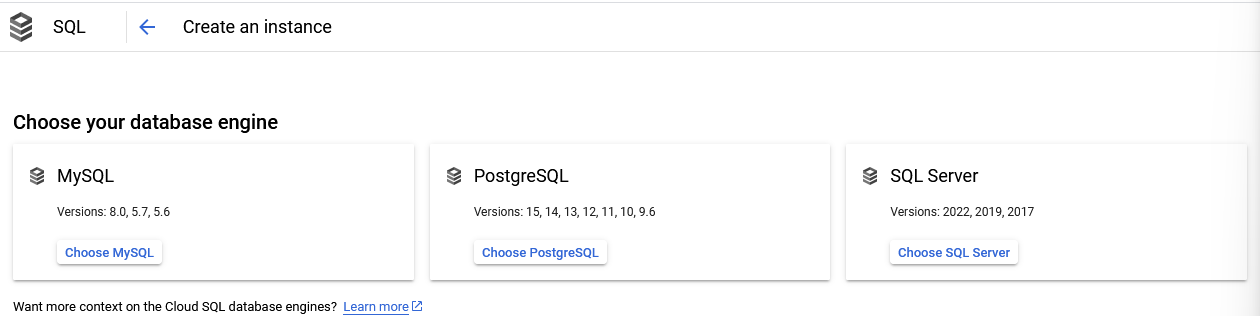 SQL Create an instance
Choose your database engine
MySQL
Versions: 8.0, 5.7, 5.6
Choose MySQL
PostgreSQL
Versions: 15, 14, 13, 12, 11, 10, 9.6
Choose PostgreSQL
SQL Server
Versions: 2022, 2019, 2017
Choose SQL Server
Want more context on the Cloud SQL database engines? Learn more